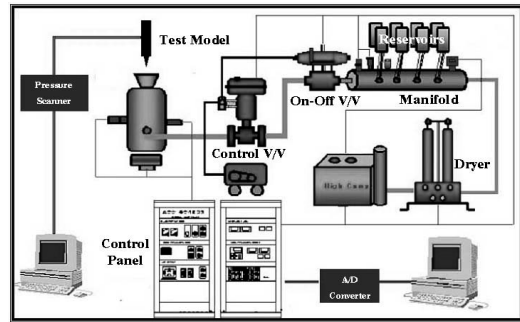 Test Model
Reservoirs
Pressure
Scanner
On-Off V/V
Manifold
Control V/V
Dryer
High Comp
Control
Panel
A/D
Converter